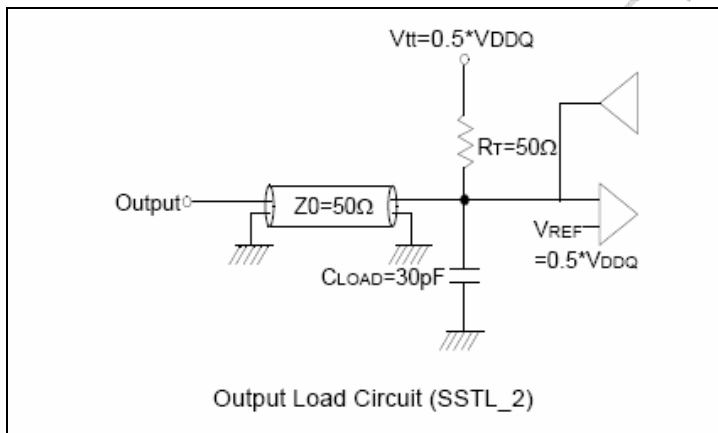 Vtt=0.5*VDDQ
RT=50Ω
Output
Z0=50Ω
VREF
=0.5*VDDQ
CLOAD=30pF
Output Load Circuit (SSTL_2)